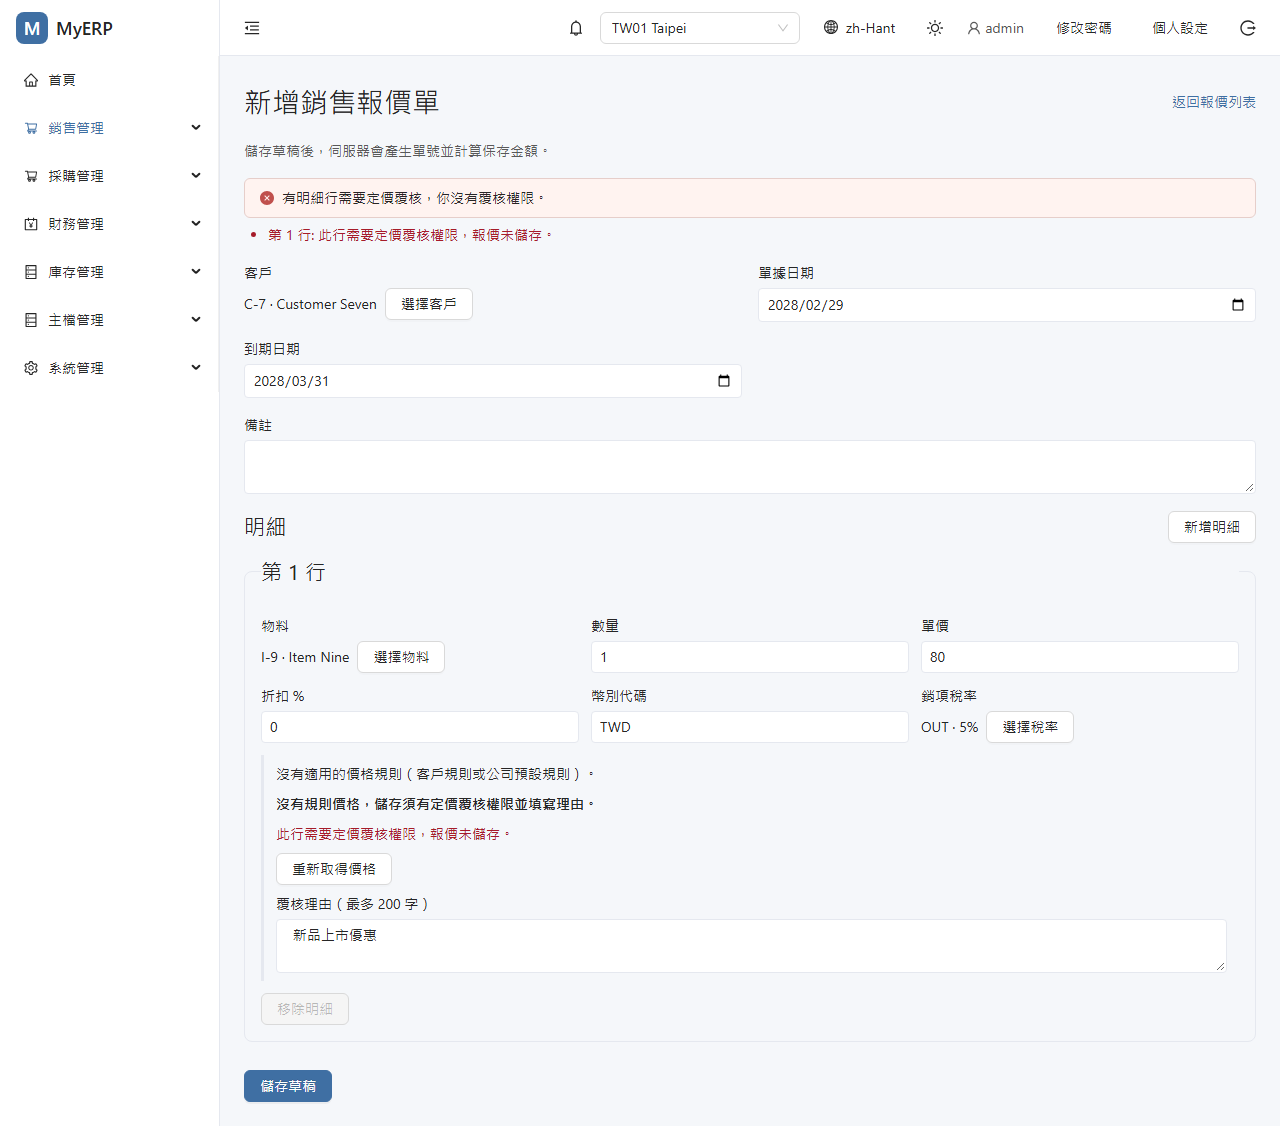 M MyERP
TW01 Taipei
zh-Hant
admin
修改密碼
個人設定
首頁
銷售管理
採購管理
財務管理
庫存管理
主檔管理
系統管理
新增銷售報價單
返回報價列表
儲存草稿後，伺服器會產生單號並計算保存金額。
有明細行需要定價覆核，你沒有覆核權限。
第 1 行: 此行需要定價覆核權限，報價未儲存。
客戶
單據日期
C-7 · Customer Seven 選擇客戶
2028/02/29
到期日期
2028/03/31
備註
明細
新增明細
第 1 行
物料
數量
單價
I-9 · Item Nine 選擇物料
1
80
折扣 %
幣別代碼
銷項稅率
0
TWD
OUT · 5% 選擇稅率
沒有適用的價格規則（客戶規則或公司預設規則）。
沒有規則價格，儲存須有定價覆核權限並填寫理由。
此行需要定價覆核權限，報價未儲存。
重新取得價格
覆核理由（最多 200 字）
新品上市優惠
移除明細
儲存草稿